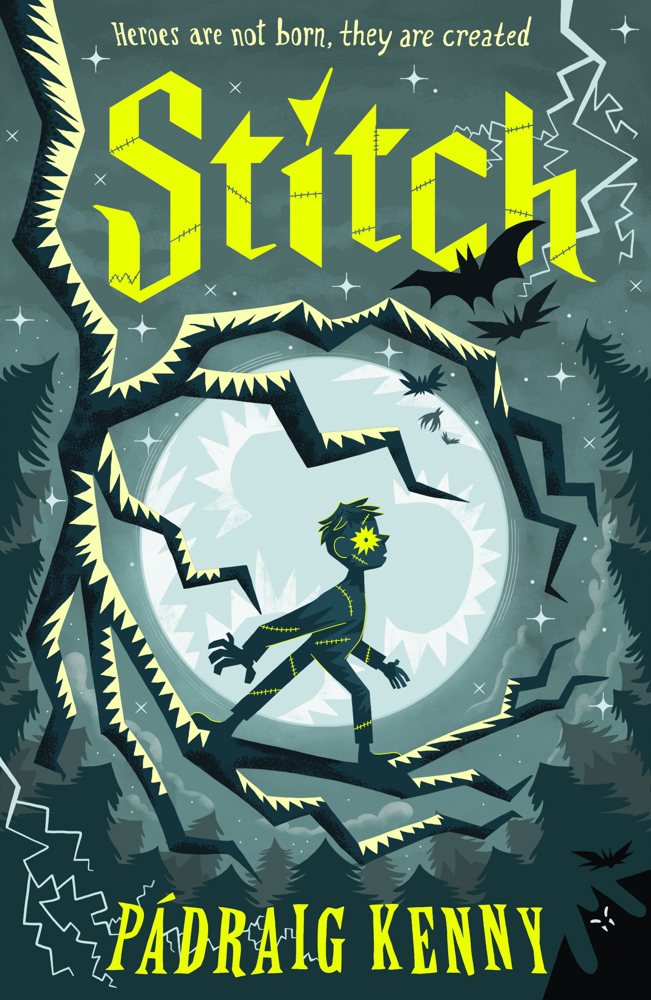 Heroes are not born, they are created
Stitch
PÁDRAIG KENNY